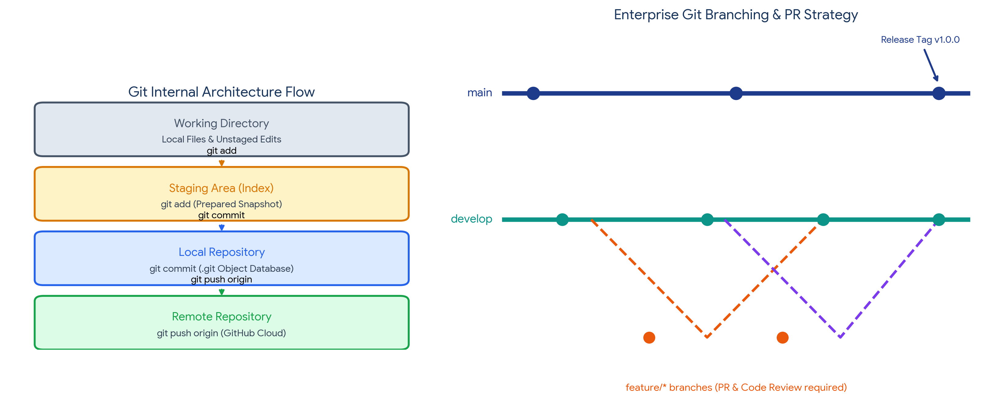 Git Internal Architecture Flow
Working Directory
Local Files & Unstaged Edits
git add
Staging Area (Index)
git add (Prepared Snapshot)
git commit
Local Repository
git commit (.git Object Database)
git push origin
Remote Repository
git push origin (GitHub Cloud)
Enterprise Git Branching & PR Strategy
Release Tag v1.0.0
main
develop
feature/* branches (PR & Code Review required)